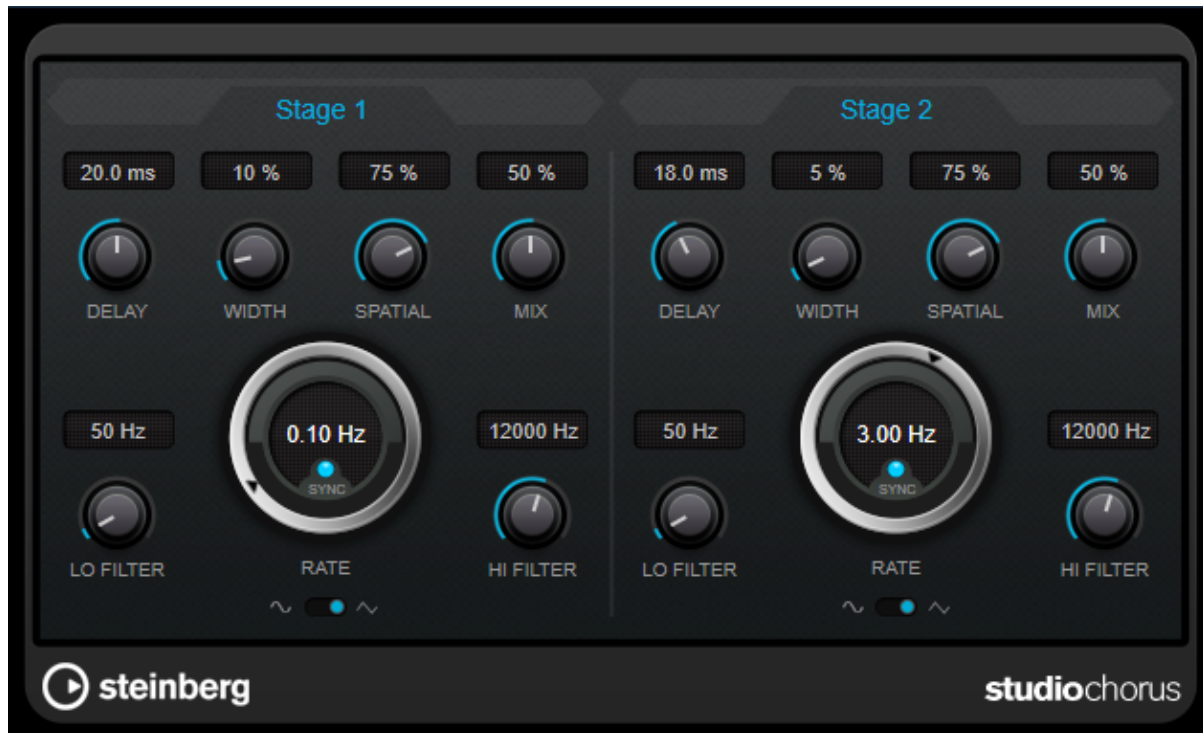 Stage 1
20.0 ms 10 % 75 % 50 %
DELAY WIDTH SPATIAL MIX
50 Hz 0.10 Hz 12000 Hz
SYNC
LO FILTER RATE HI FILTER
Stage 2
18.0 ms 5 % 75 % 50 %
DELAY WIDTH SPATIAL MIX
50 Hz 3.00 Hz 12000 Hz
SYNC
LO FILTER RATE HI FILTER
steinberg
studiochorus